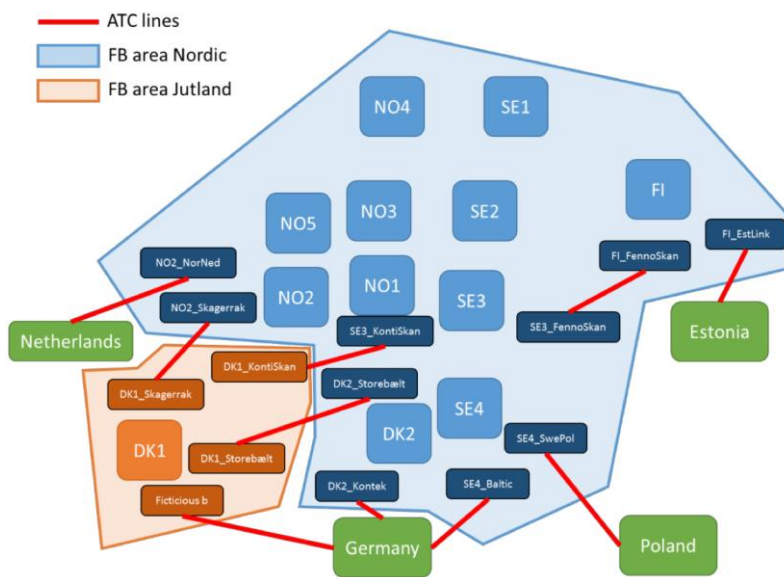 ATC lines
FB area Nordic
FB area Jutland
NO4
SE1
FI
NO5
NO3
SE2
FI_EstLink
NO2_NorNed
FI_FennoSkan
NO2_Skagerrak
NO2
NO1
SE3
SE3_FennoSkan
Netherlands
SE3_KontiSkan
Estonia
DK1_KontiSkan
DK1_Skagerrak
DK2_Storebælt
DK2
SE4
SE4_SwePol
DK1
DK1_Storebælt
DK2_Kontek
SE4_Baltic
Ficticious b
Germany
Poland